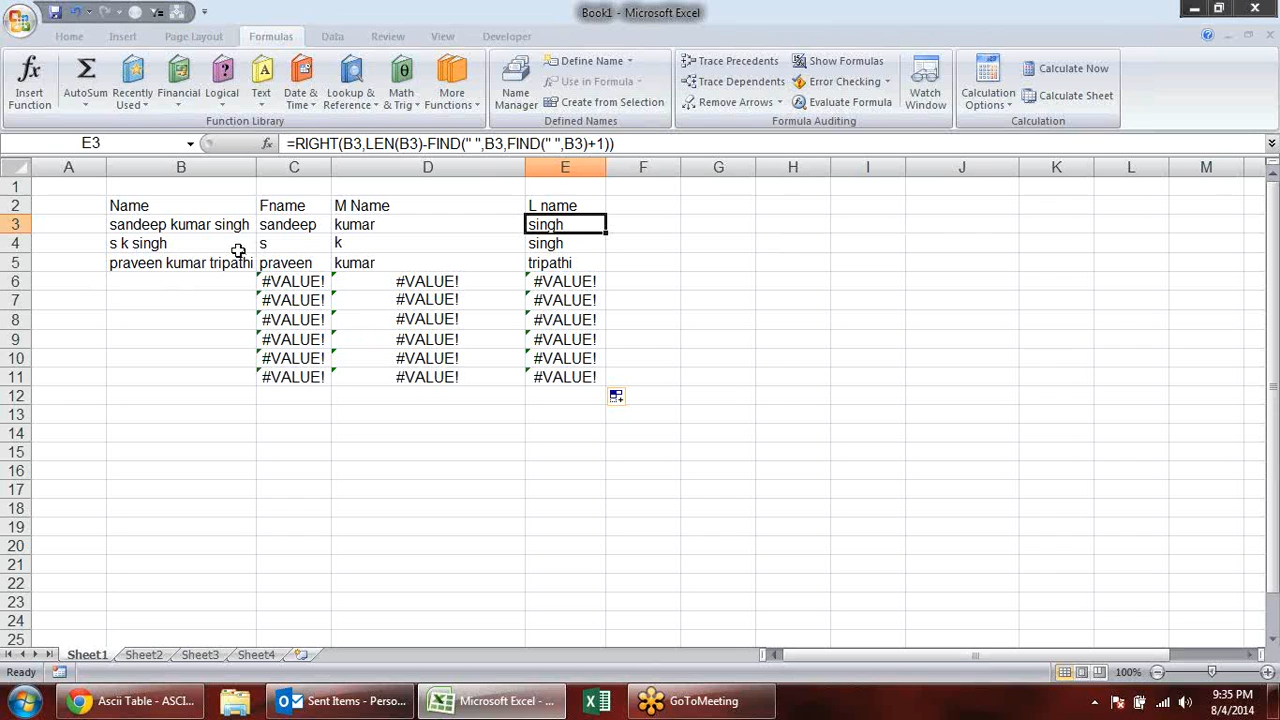 Book1 - Microsoft Excel
Home Insert Page Layout Formulas Data Review View Developer
fx Σ ? A θ
Insert Function
AutoSum
Recently Used
Financial
Logical
Text
Date & Time
Lookup & Reference
Math & Trig
More Functions
Function Library
Name Manager
Define Name
Use in Formula
Create from Selection
Defined Names
Trace Precedents
Trace Dependents
Remove Arrows
Show Formulas
Error Checking
Evaluate Formula
Formula Auditing
Watch Window
Calculation Options
Calculate Now
Calculate Sheet
Calculation
E3 fx =RIGHT(B3,LEN(B3)-FIND(" ",B3,FIND(" ",B3)+1))
A B C D E F G H I J K L M
1
2 Name Fname M Name L name
3 sandeep kumar singh sandeep kumar singh
4 s k singh s k singh
5 praveen kumar tripathi praveen kumar tripathi
6 #VALUE! #VALUE! #VALUE!
7 #VALUE! #VALUE! #VALUE!
8 #VALUE! #VALUE! #VALUE!
9 #VALUE! #VALUE! #VALUE!
10 #VALUE! #VALUE! #VALUE!
11 #VALUE! #VALUE! #VALUE!
12
13
14
15
16
17
18
19
20
21
22
23
24
25
Sheet1 Sheet2 Sheet3 Sheet4
Ready 100%
Ascii Table - ASCI... Sent Items - Perso... Microsoft Excel - ... GoToMeeting
9:35 PM
8/4/2014